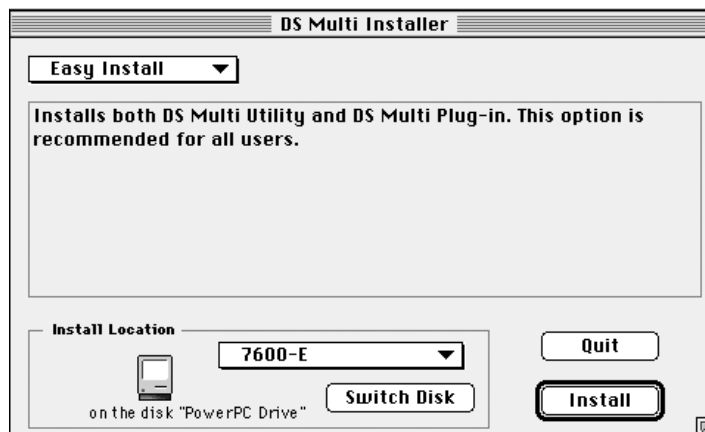 DS Multi Installer
Easy Install
Installs both DS Multi Utility and DS Multi Plug-in. This option is
recommended for all users.
Install Location
7600-E
Quit
on the disk "PowerPC Drive"
Switch Disk
Install